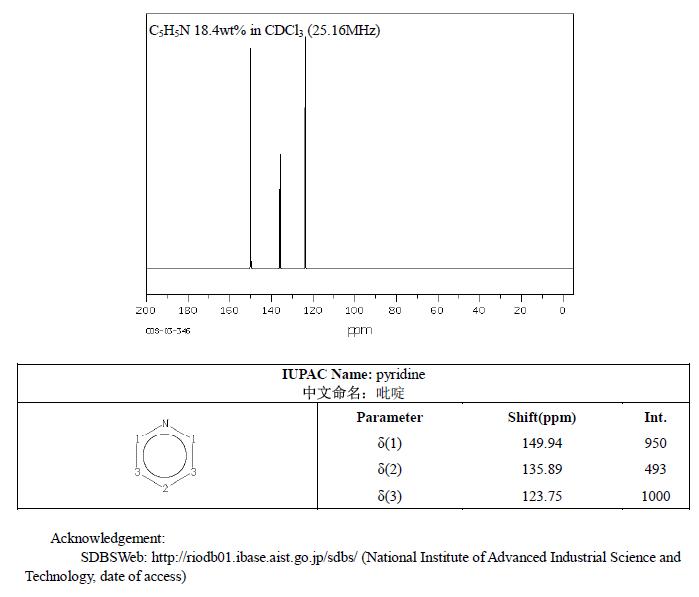 C₅H₅N 18.4wt% in CDCl₃ (25.16MHz)
200 180 160 140 120 100 80 60 40 20 0
CDS-03-346
ppm
IUPAC Name: pyridine
中文命名：吡啶
N
1 1
3 3
2
Parameter Shift(ppm) Int.
δ(1) 149.94 950
δ(2) 135.89 493
δ(3) 123.75 1000
Acknowledgement:
SDBSWeb: http://riodb01.ibase.aist.go.jp/sdbs/ (National Institute of Advanced Industrial Science and
Technology, date of access)